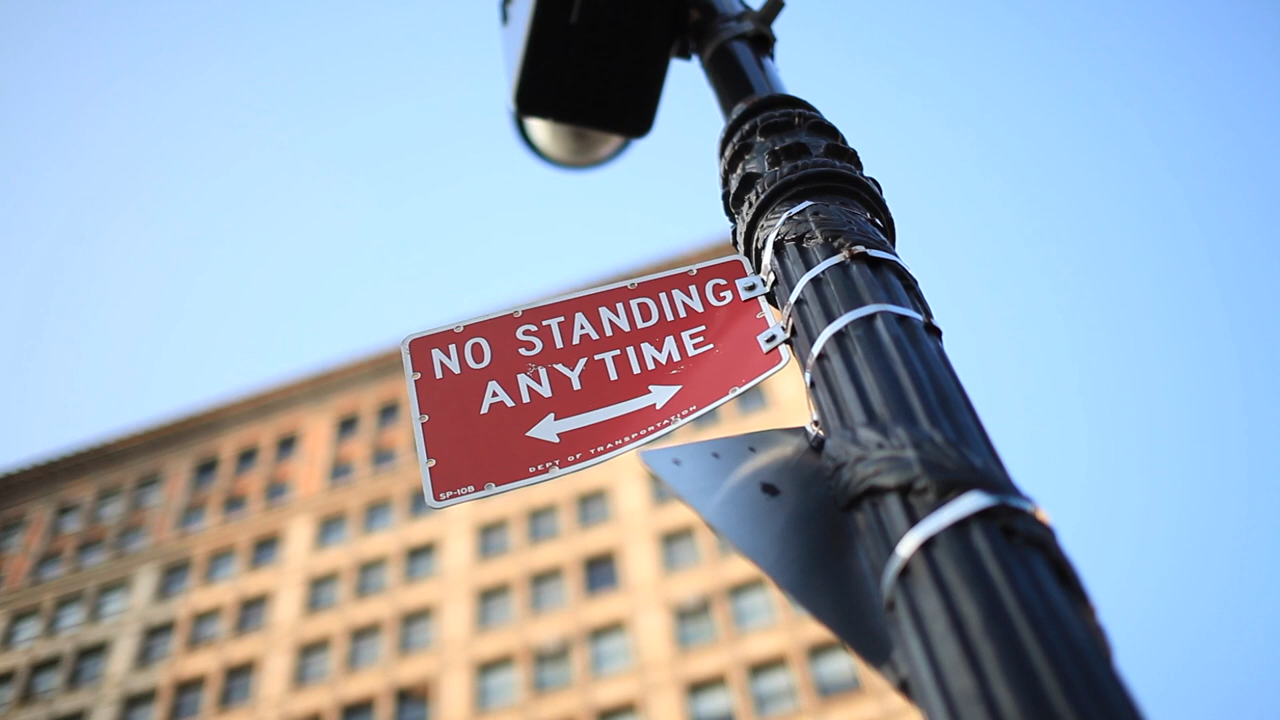 NO STANDING
ANYTIME
DEPT OF TRANSPORTATION
SP-10B